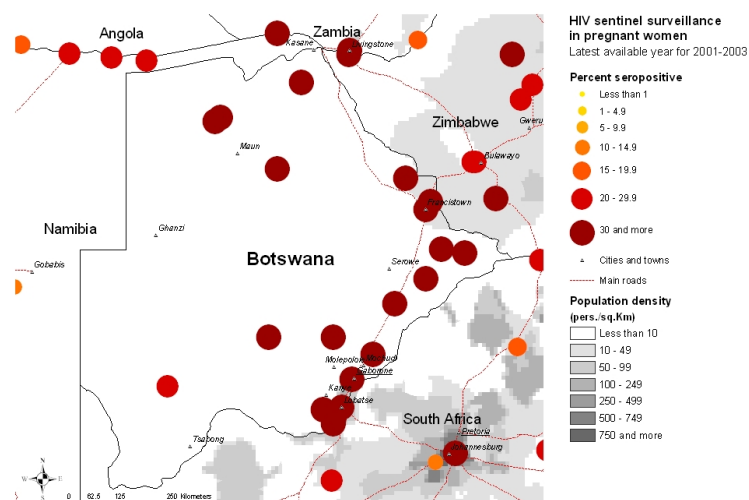 HIV sentinel surveillance
in pregnant women
Latest available year for 2001-2003
Percent seropositive
Less than 1
1 - 4.9
5 - 9.9
10 - 14.9
15 - 19.9
20 - 29.9
30 and more
Cities and towns
Main roads
Population density
(pers./sq.Km)
Less than 10
10 - 49
50 - 99
100 - 249
250 - 499
500 - 749
750 and more
Angola
Zambia
Kasane
Livingstone
Zimbabwe
Gweru
Maun
Bulawayo
Francistown
Namibia
Ghanzi
Gobabis
Botswana
Serowe
Mochudi
Molepolol
Gaborone
Kanye
Lobatse
South Africa
Tsabong
Pretoria
Johannesburg
N
W E
S
0 62.5 125 250 Kilometers